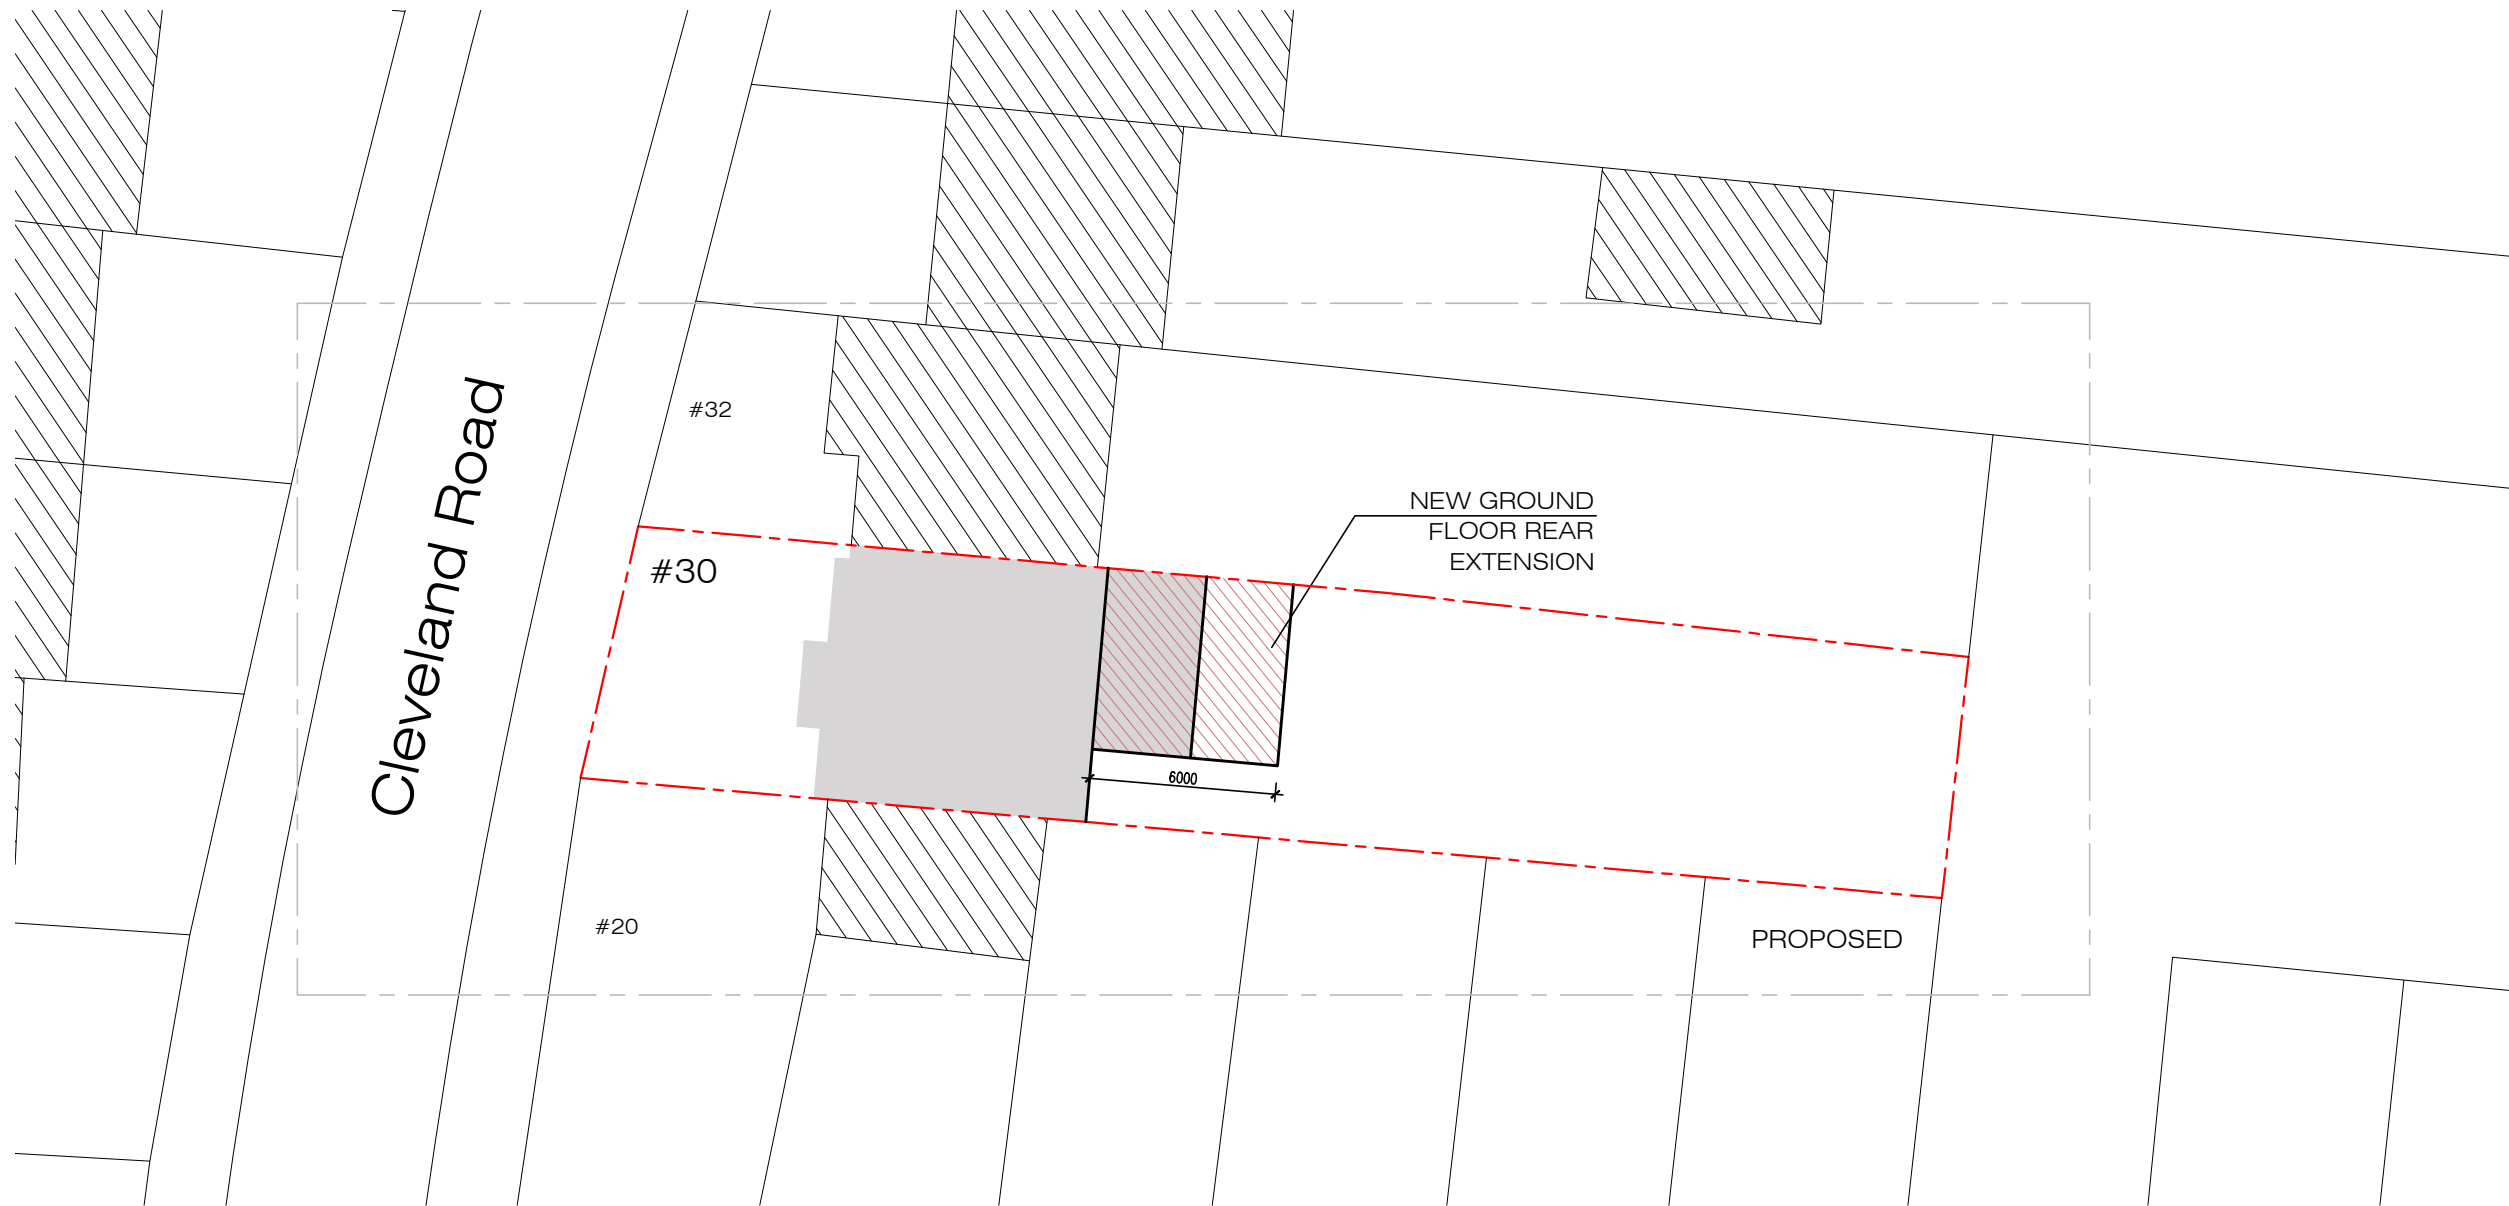 Cleveland Road
#32
NEW GROUND
FLOOR REAR
EXTENSION
#30
6000
#20
PROPOSED